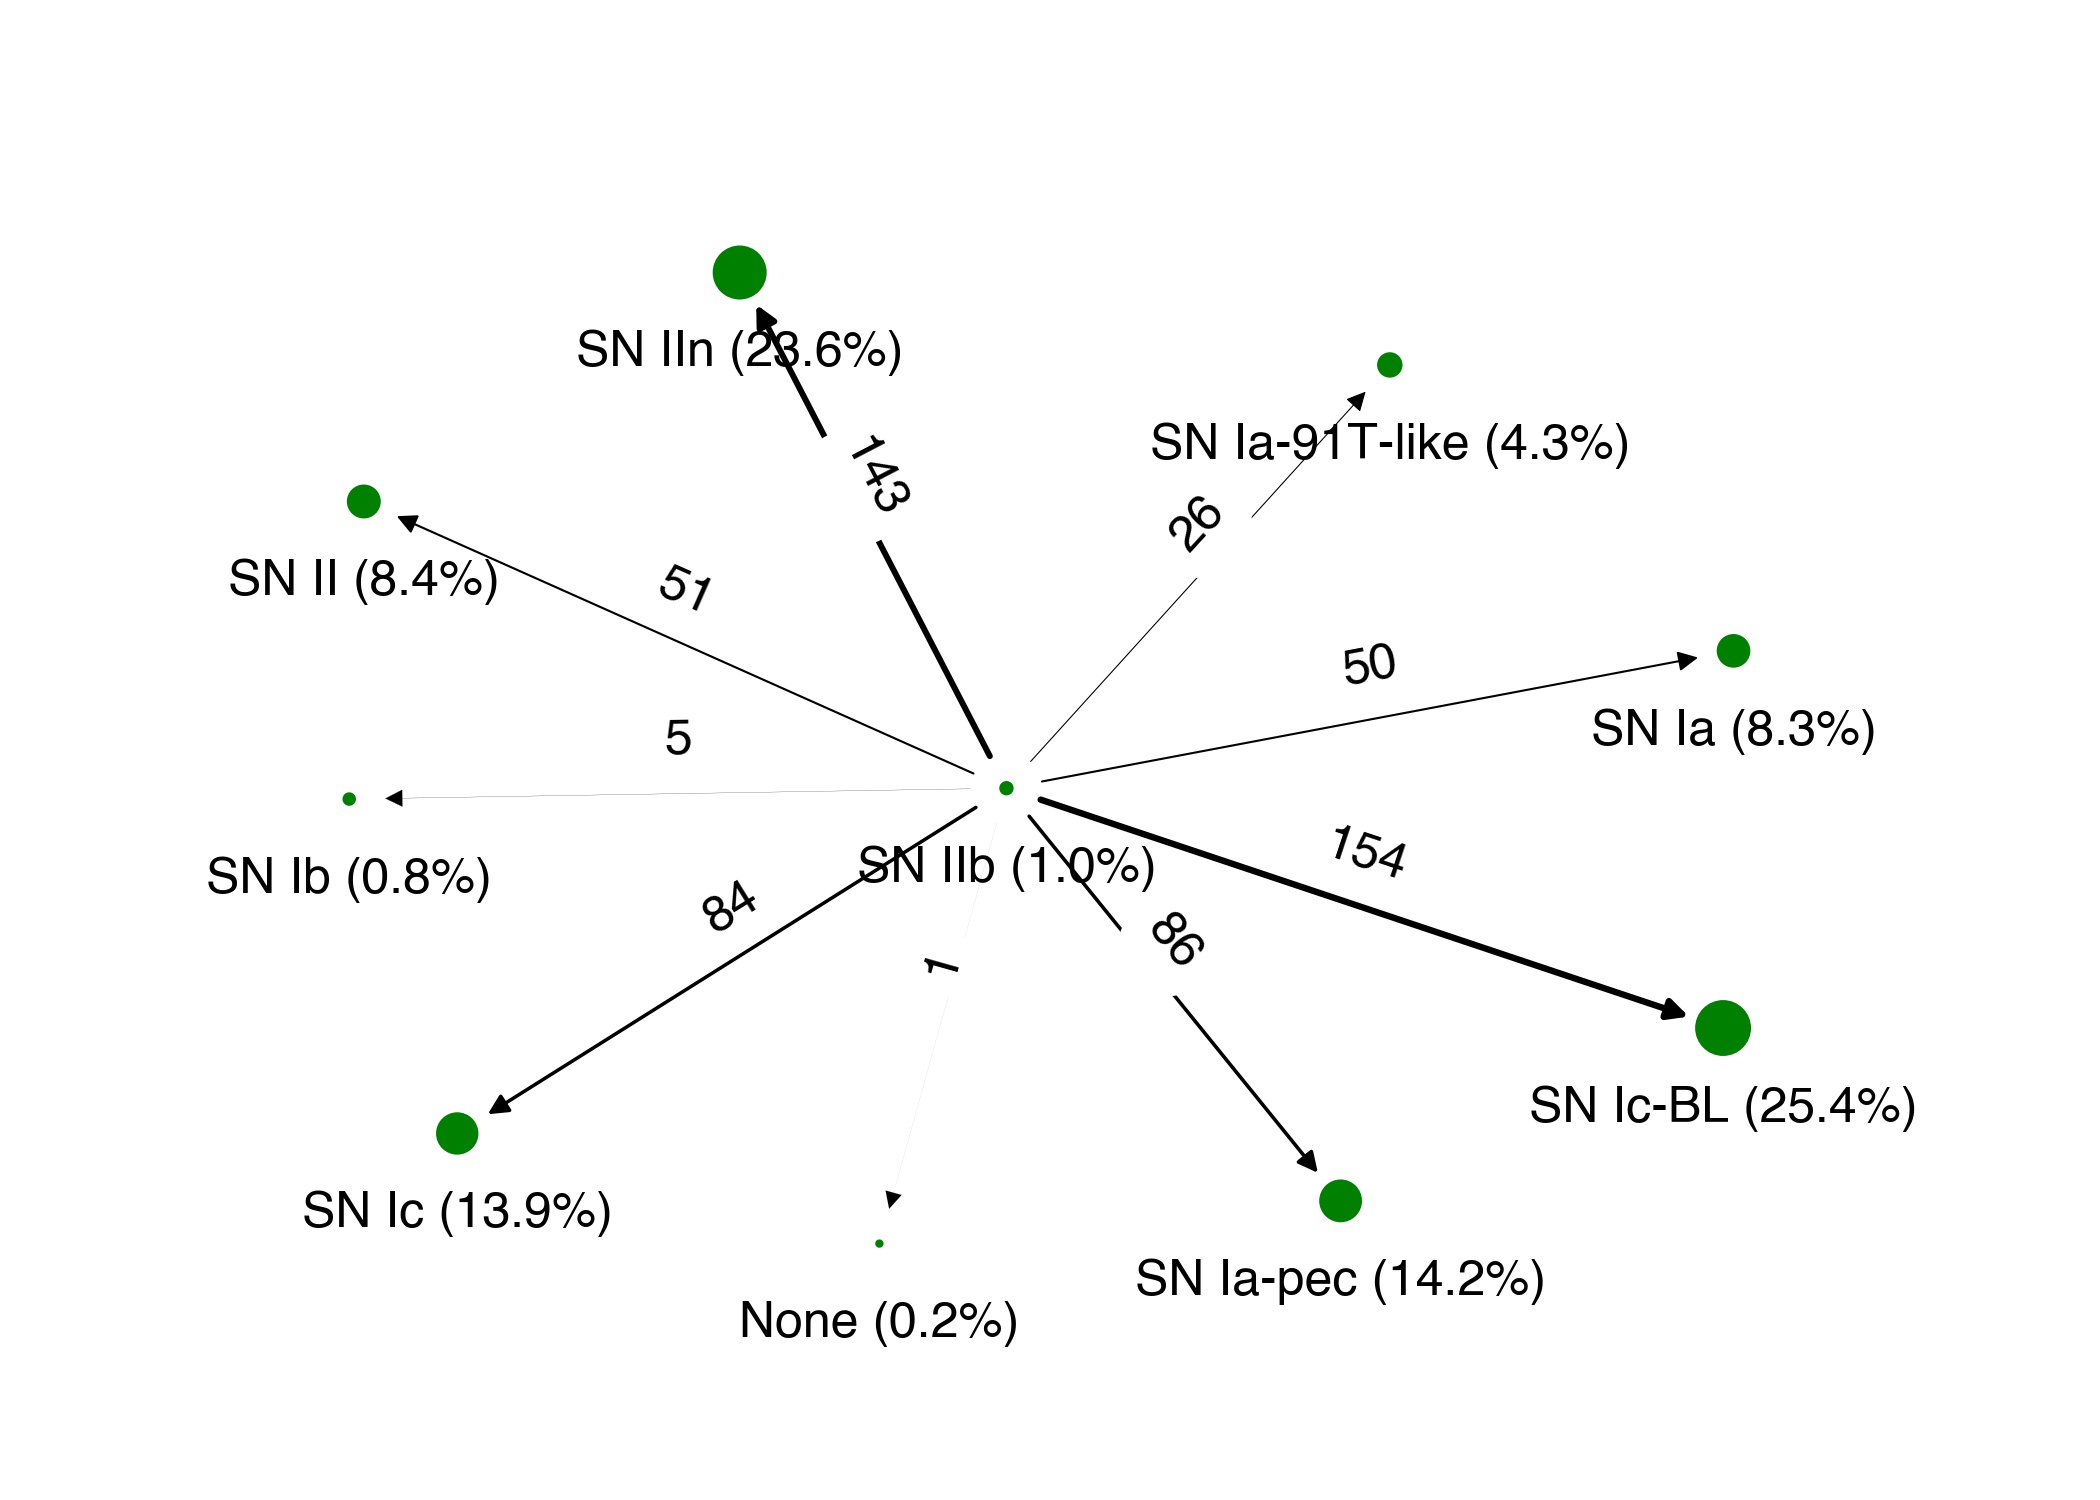 SN IIn (23.6%)
143
SN Ia-91T-like (4.3%)
26
SN II (8.4%)
51
50
SN Ia (8.3%)
5
SN Ib (0.8%)
SN IIb (1.0%)
154
84
86
1
SN Ic-BL (25.4%)
SN Ic (13.9%)
SN Ia-pec (14.2%)
None (0.2%)